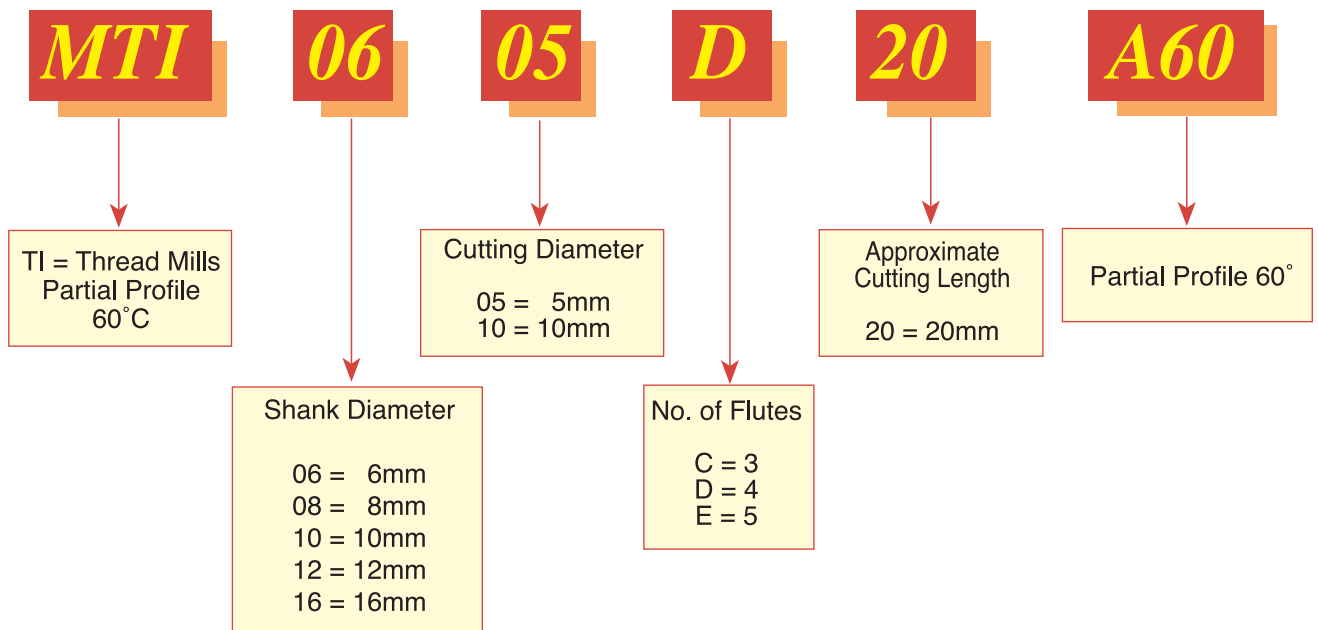 MTI 06 05 D 20 A60
TI = Thread Mills
Partial Profile
60°C
Shank Diameter
06 = 6mm
08 = 8mm
10 = 10mm
12 = 12mm
16 = 16mm
Cutting Diameter
05 = 5mm
10 = 10mm
No. of Flutes
C = 3
D = 4
E = 5
Approximate
Cutting Length
20 = 20mm
Partial Profile 60°